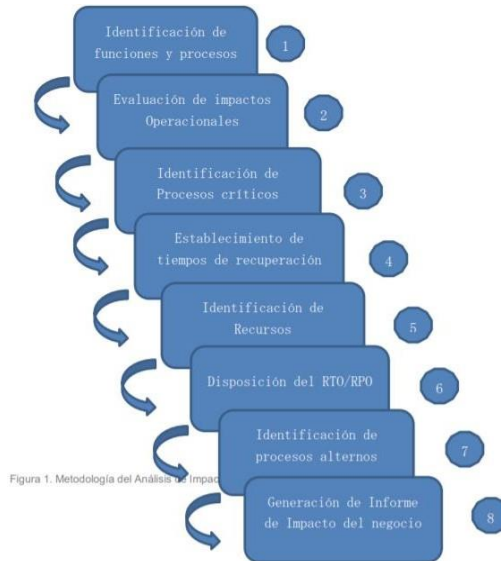 Identificación de
funciones y procesos
1
Evaluación de impactos
Operacionales
2
Identificación de
Procesos críticos
3
Establecimiento de
tiempos de recuperación
4
Identificación de
Recursos
5
Disposición del RTO/RPO
6
Identificación de
procesos alternos
7
Figura 1. Metodología del Análisis de
Generación de Informe
de Impacto del negocio
8